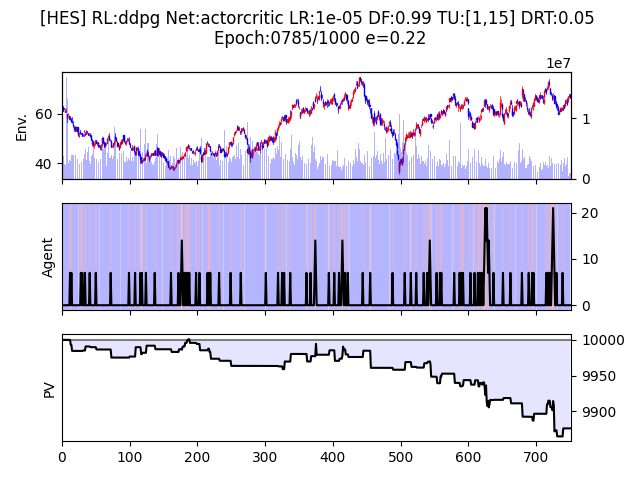 [HES] RL:ddpg Net:actorcritic LR:1e-05 DF:0.99 TU:[1,15] DRT:0.05
Epoch:0785/1000 e=0.22
1e7
Env.
60
40
1
0
Agent
20
10
0
PV
10000
9950
9900
0 100 200 300 400 500 600 700